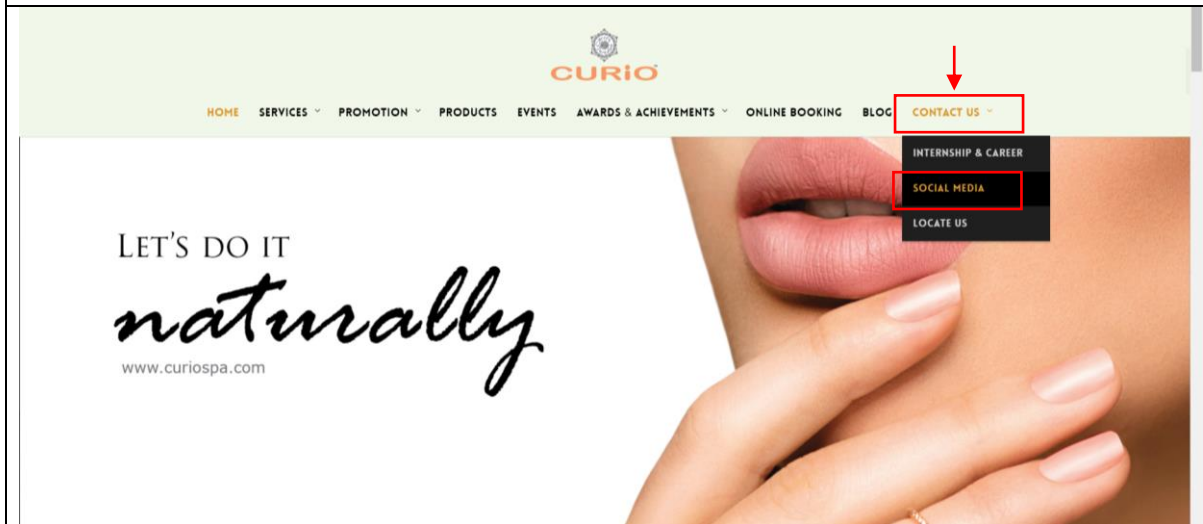 CURiO
HOME SERVICES PROMOTION PRODUCTS EVENTS AWARDS & ACHIEVEMENTS ONLINE BOOKING BLOG CONTACT US
INTERNSHIP & CAREER
SOCIAL MEDIA
LOCATE US
LET'S DO IT
naturally
www.curiospa.com